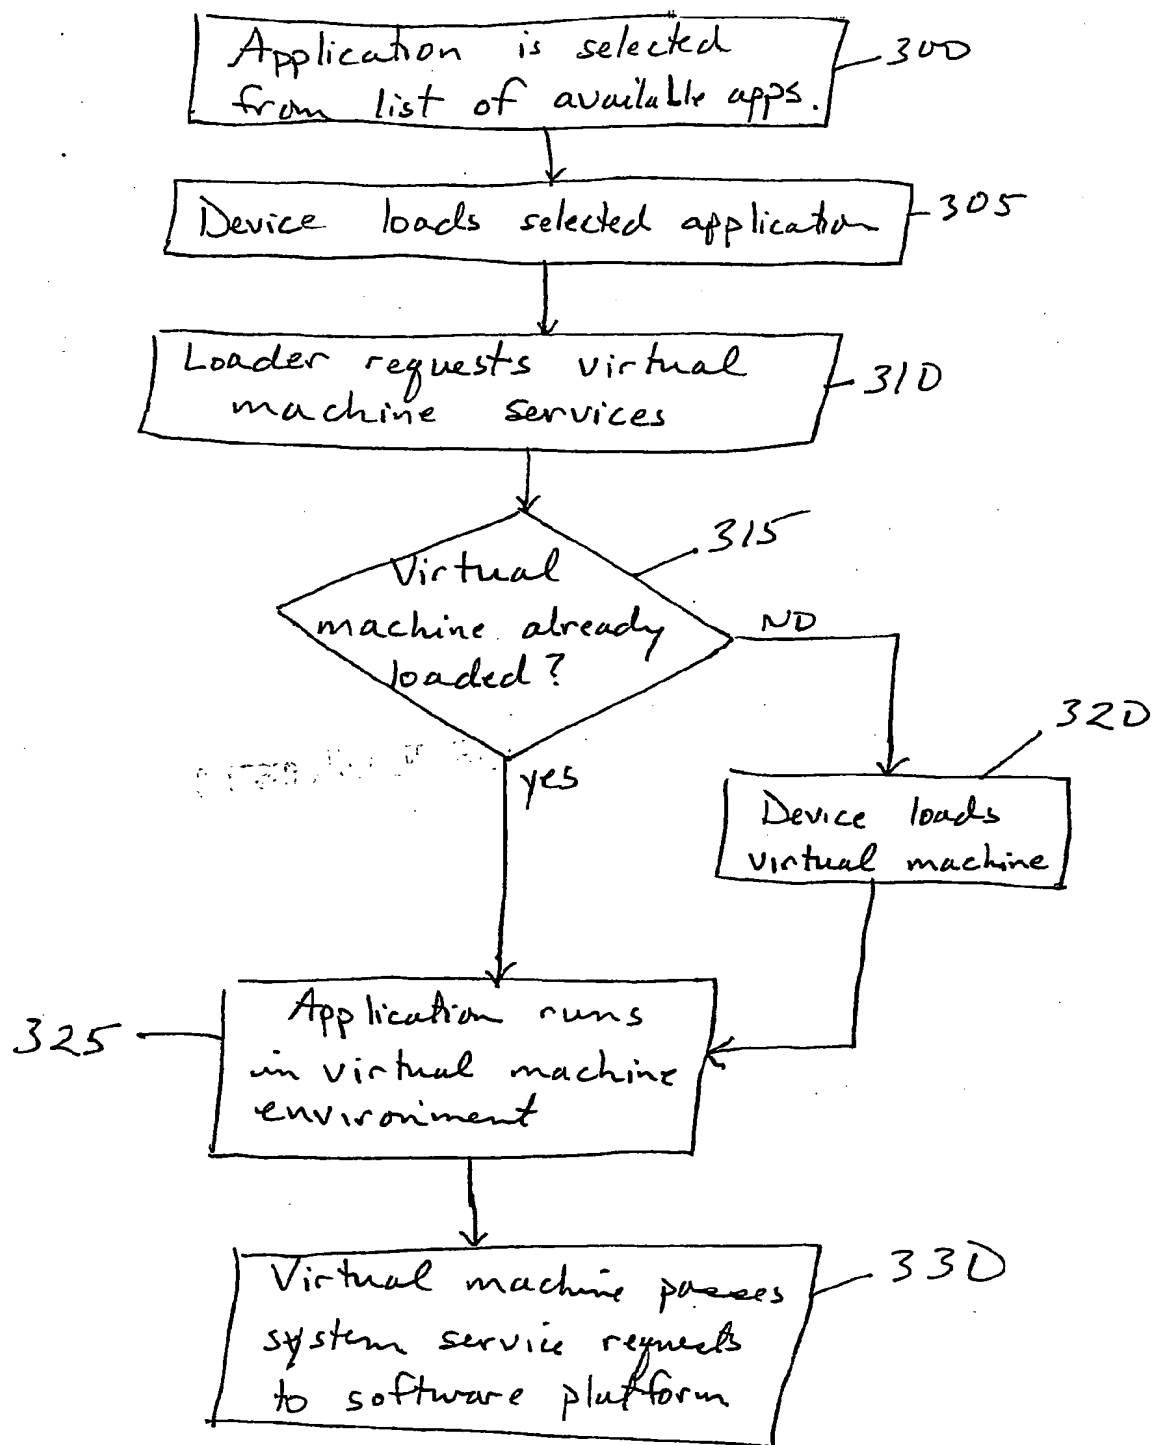 Application is selected
from list of available apps.
300
Device loads selected application
305
Loader requests virtual
machine services
310
Virtual
machine already
loaded?
315
NO
yes
320
Device loads
virtual machine
325
Application runs
in virtual machine
environment
Virtual machine passes
system service requests
to software platform
330